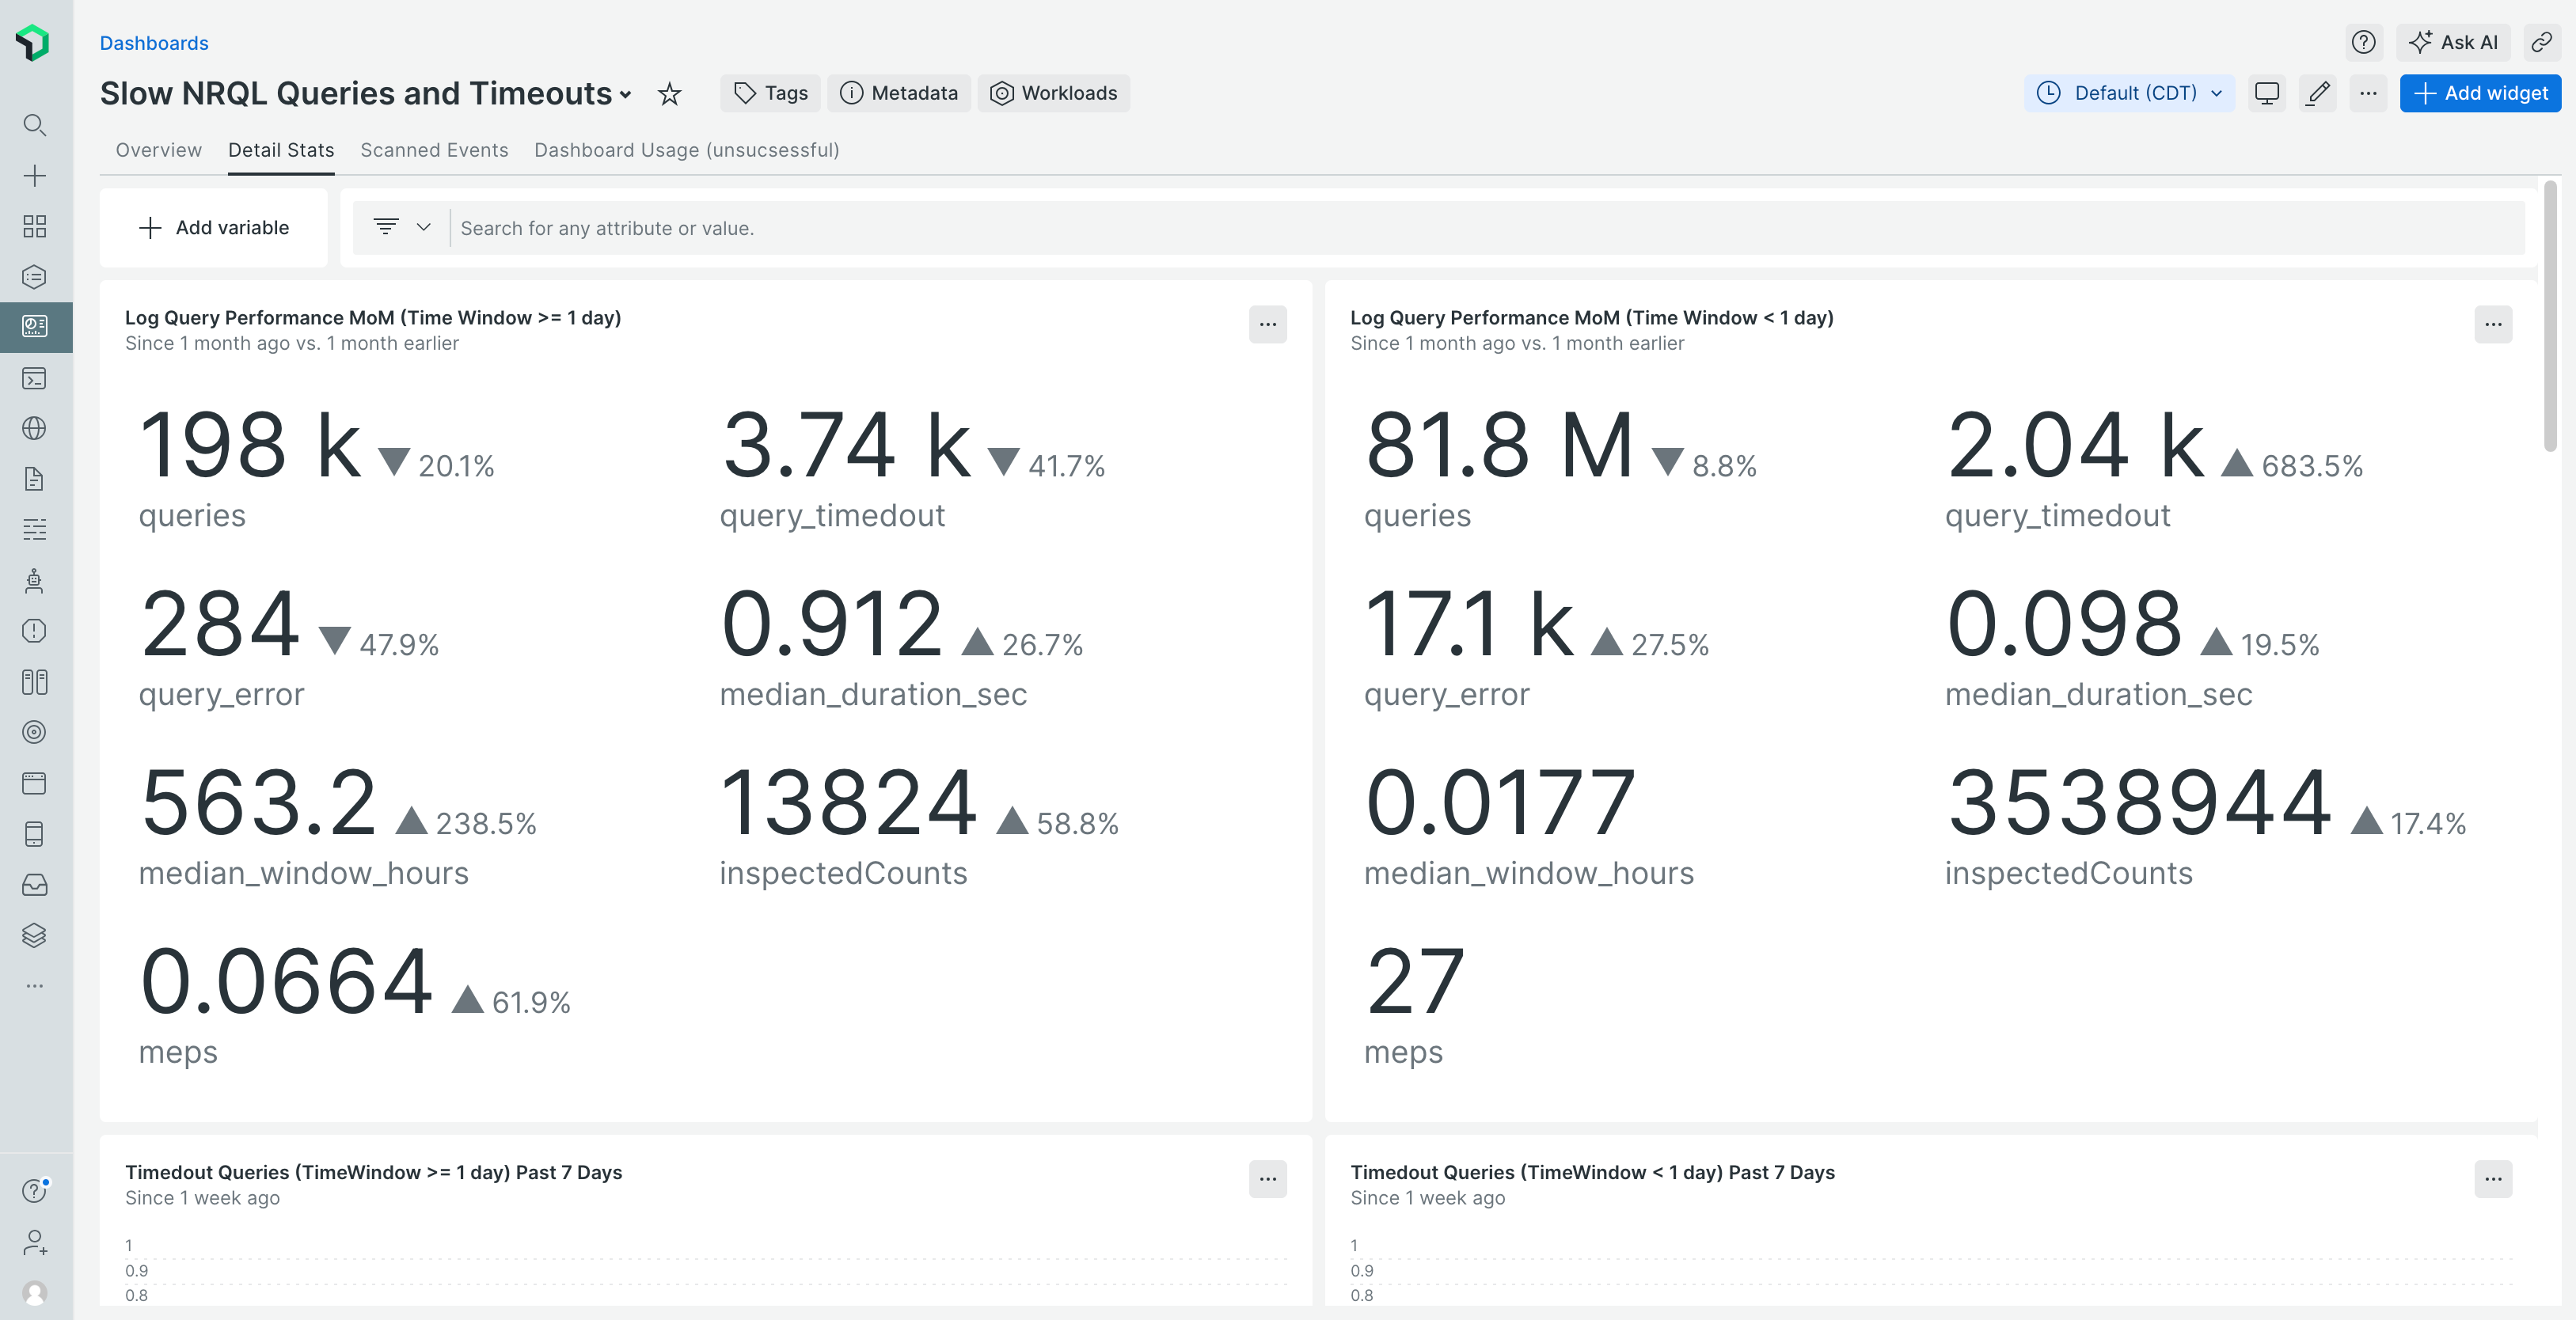 Dashboards
Ask AI
Slow NRQL Queries and Timeouts
Tags
Metadata
Workloads
Default (CDT)
Add widget
Overview
Detail Stats
Scanned Events
Dashboard Usage (unsucsessful)
Add variable
Search for any attribute or value.
Log Query Performance MoM (Time Window >= 1 day)
Since 1 month ago vs. 1 month earlier
198 k ▼ 20.1%
queries
3.74 k ▼ 41.7%
query_timedout
284 ▼ 47.9%
query_error
0.912 ▲ 26.7%
median_duration_sec
563.2 ▲ 238.5%
median_window_hours
13824 ▲ 58.8%
inspectedCounts
0.0664 ▲ 61.9%
meps
Log Query Performance MoM (Time Window < 1 day)
Since 1 month ago vs. 1 month earlier
81.8 M ▼ 8.8%
queries
2.04 k ▲ 683.5%
query_timedout
17.1 k ▲ 27.5%
query_error
0.098 ▲ 19.5%
median_duration_sec
0.0177
median_window_hours
3538944 ▲ 17.4%
inspectedCounts
27
meps
Timedout Queries (TimeWindow >= 1 day) Past 7 Days
Since 1 week ago
1
0.9
0.8
Timedout Queries (TimeWindow < 1 day) Past 7 Days
Since 1 week ago
1
0.9
0.8